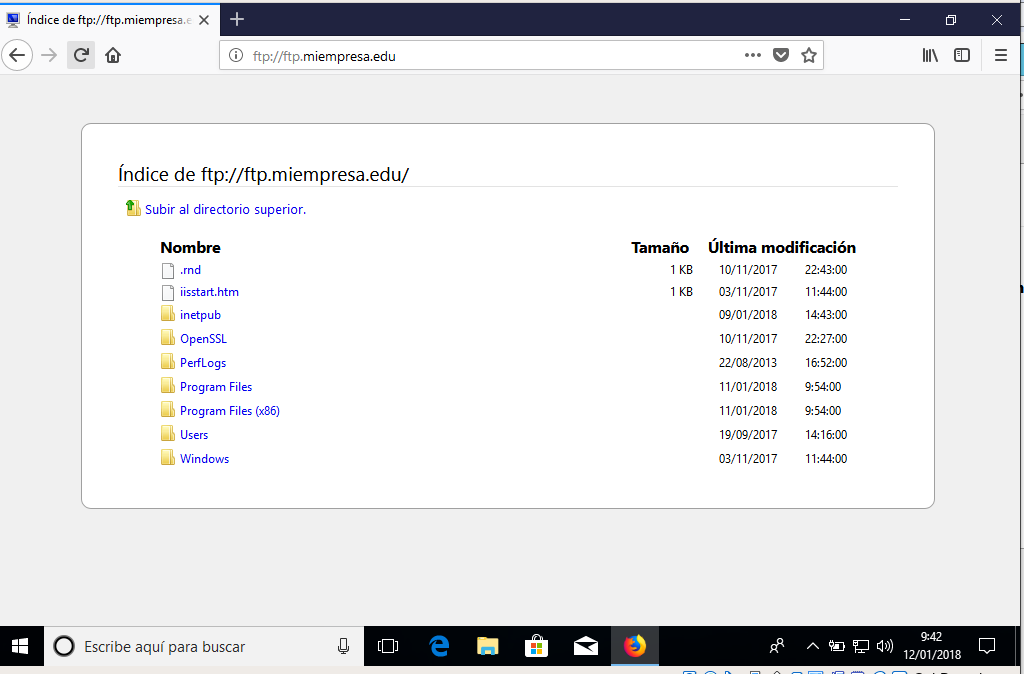 Índice de ftp://ftp.miempresa.e
ftp://ftp.miempresa.edu
Índice de ftp://ftp.miempresa.edu/
Subir al directorio superior.
Nombre Tamaño Última modificación
.rnd 1 KB 10/11/2017 22:43:00
iisstart.htm 1 KB 03/11/2017 11:44:00
inetpub 09/01/2018 14:43:00
OpenSSL 10/11/2017 22:27:00
PerfLogs 22/08/2013 16:52:00
Program Files 11/01/2018 9:54:00
Program Files (x86) 11/01/2018 9:54:00
Users 19/09/2017 14:16:00
Windows 03/11/2017 11:44:00
Escribe aquí para buscar
9:42
12/01/2018